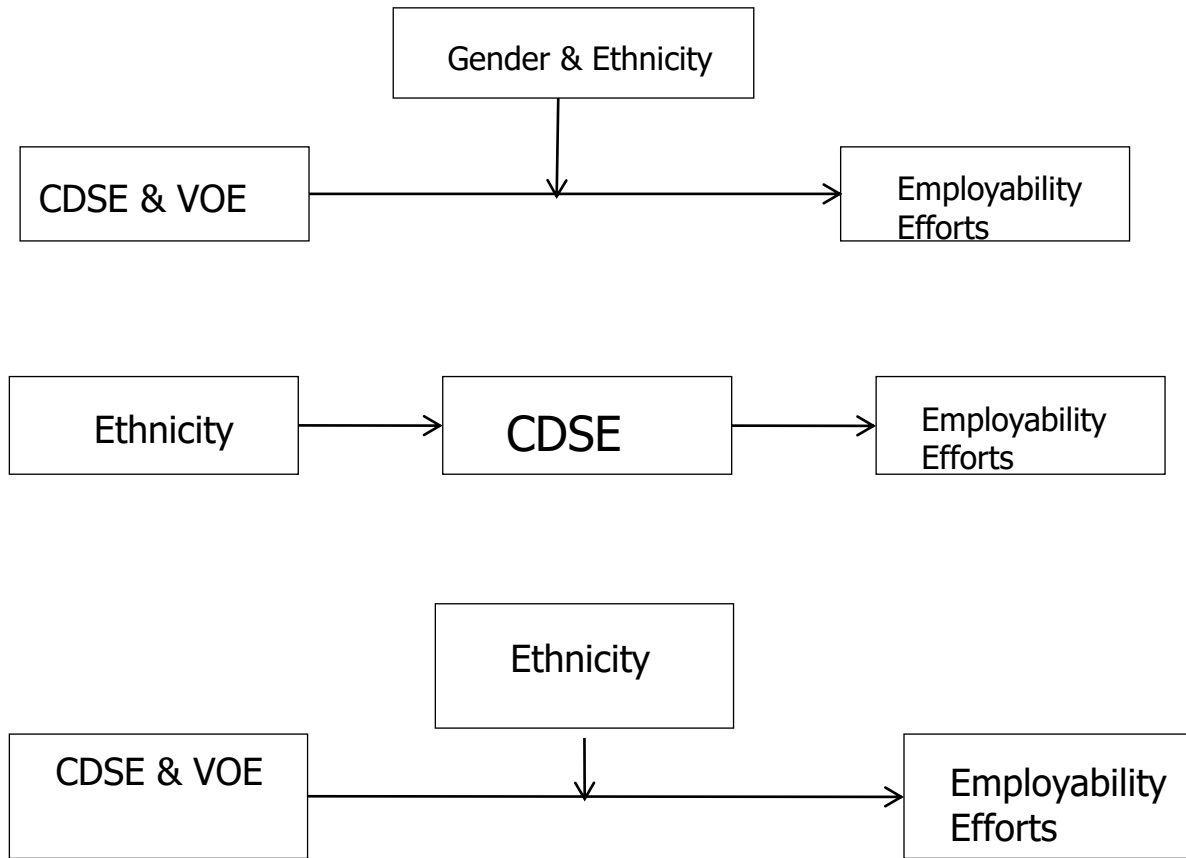 Gender & Ethnicity
CDSE & VOE
Employability
Efforts
Ethnicity
CDSE
Employability
Efforts
Ethnicity
CDSE & VOE
Employability
Efforts